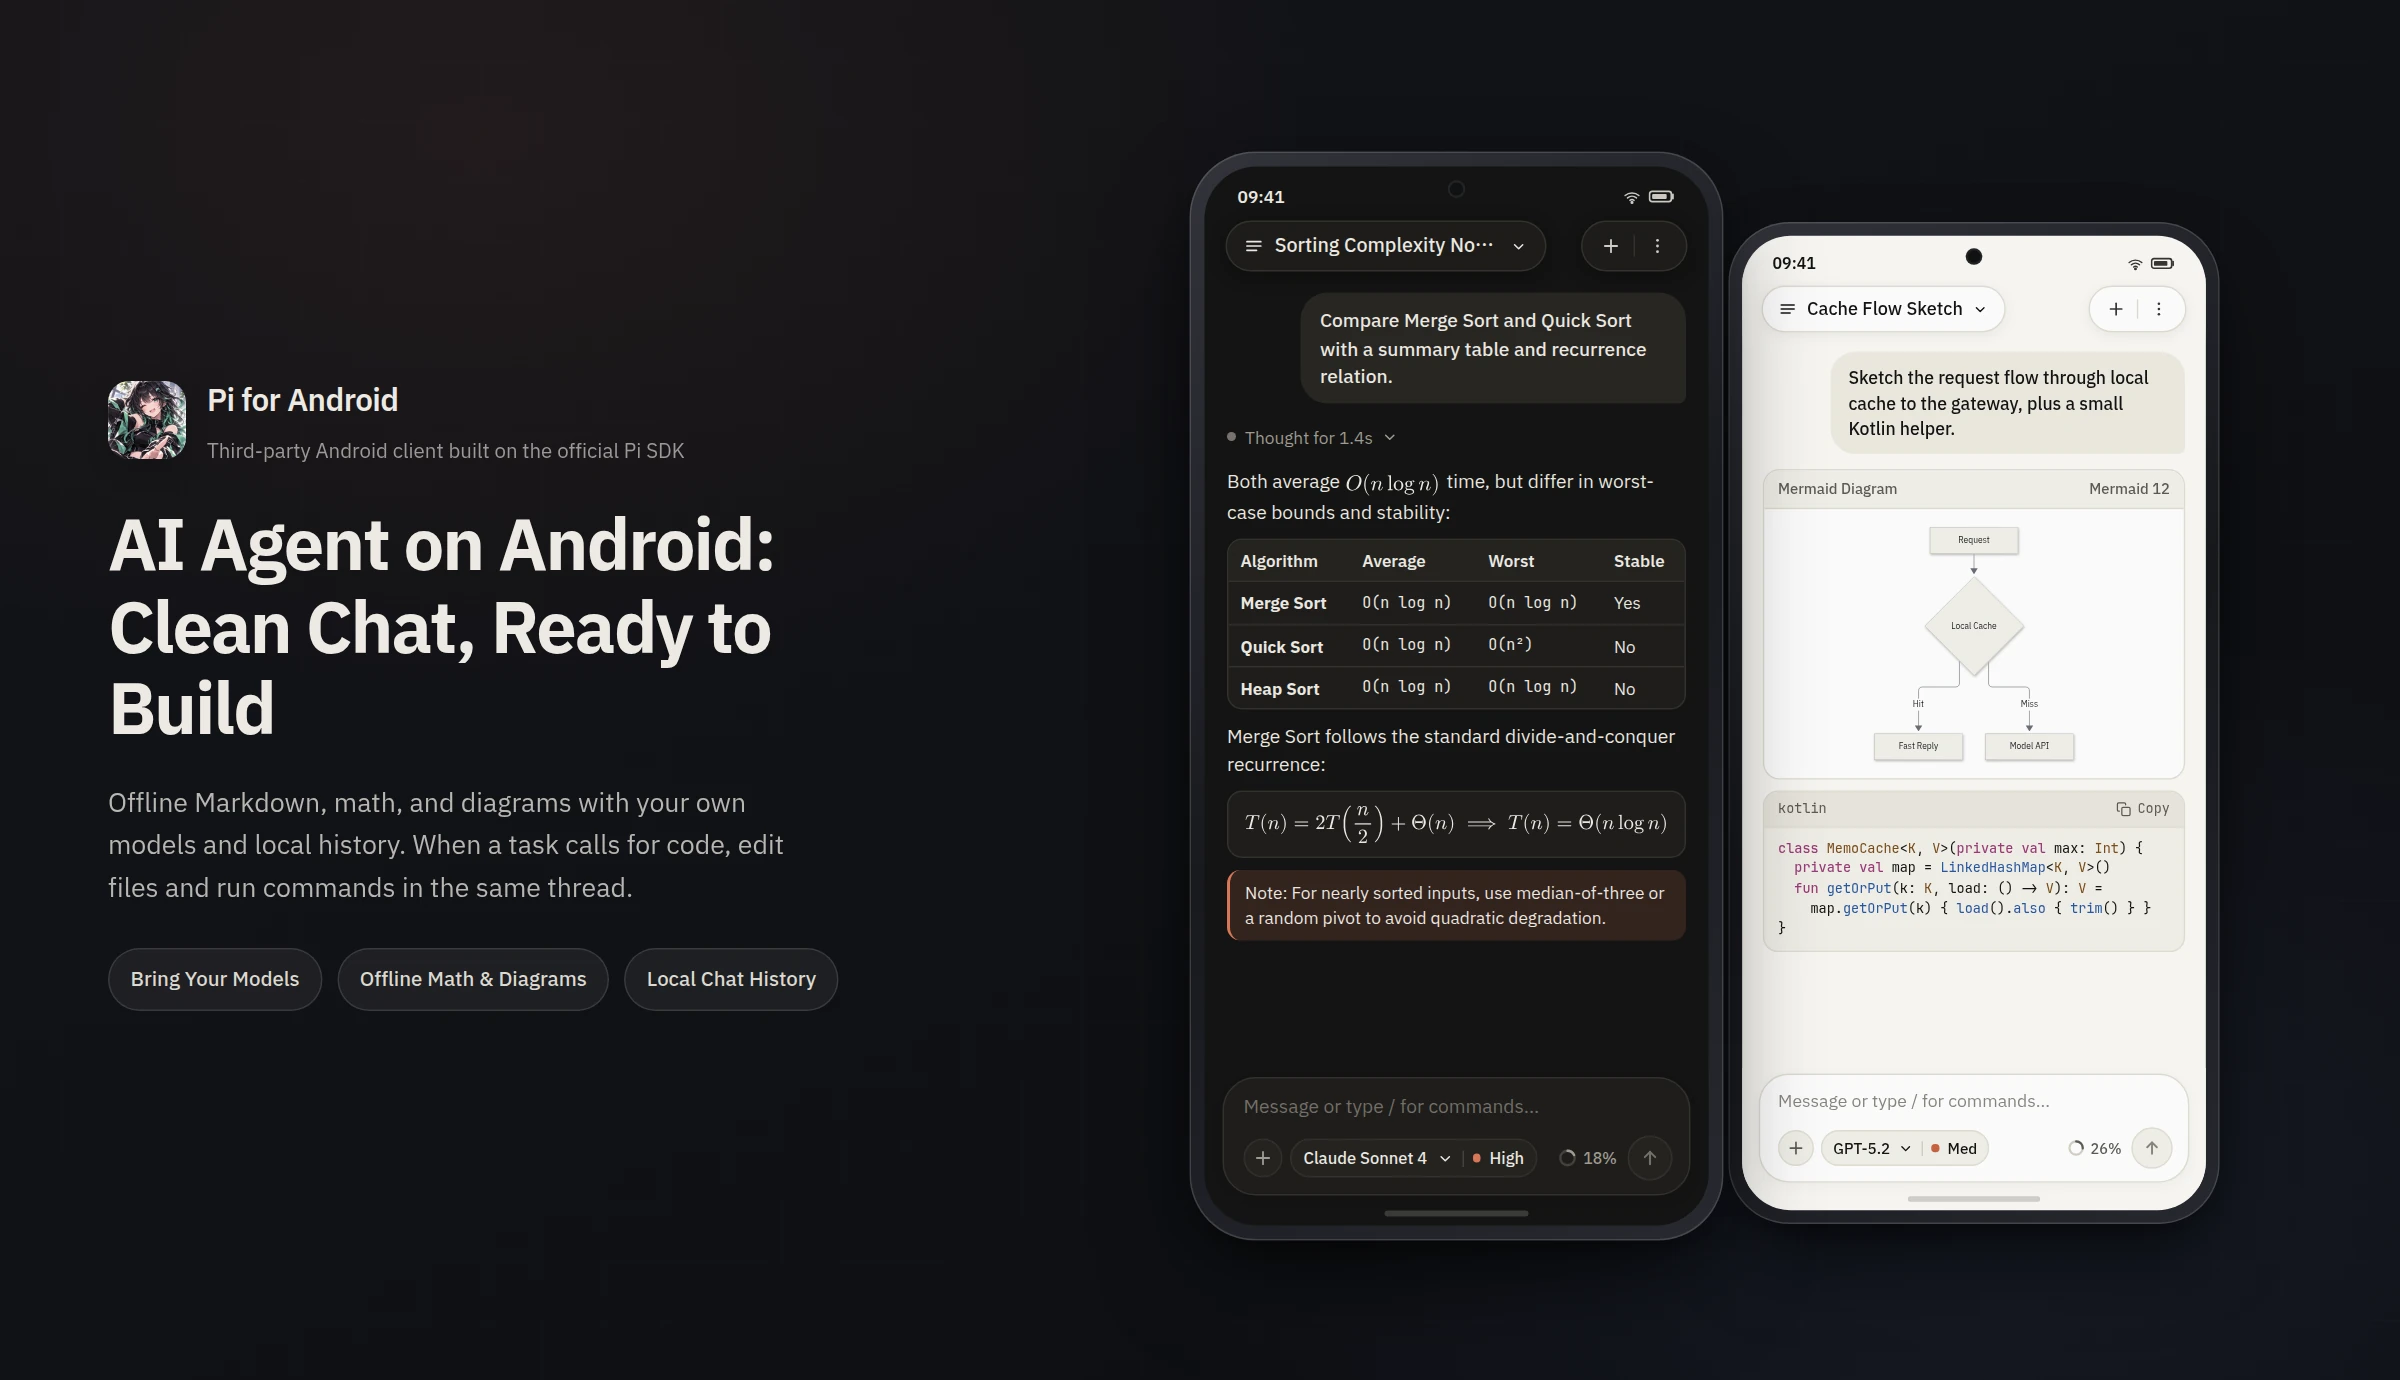 Pi for Android
Third-party Android client built on the official Pi SDK
AI Agent on Android:
Clean Chat, Ready to
Build
Offline Markdown, math, and diagrams with your own
models and local history. When a task calls for code, edit
files and run commands in the same thread.
Bring Your Models
Offline Math & Diagrams
Local Chat History
09:41
Sorting Complexity No···
Compare Merge Sort and Quick Sort
with a summary table and recurrence
relation.
Thought for 1.4s
Both average O(n log n) time, but differ in worst-
case bounds and stability:
Algorithm Average Worst Stable
Merge Sort O(n log n) O(n log n) Yes
Quick Sort O(n log n) O(n²) No
Heap Sort O(n log n) O(n log n) No
Merge Sort follows the standard divide-and-conquer
recurrence:
T(n) = 2T(n/2) + Θ(n) ⟹ T(n) = Θ(n log n)
Note: For nearly sorted inputs, use median-of-three or
a random pivot to avoid quadratic degradation.
Message or type / for commands...
Claude Sonnet 4 High 18%
09:41
Cache Flow Sketch
Sketch the request flow through local
cache to the gateway, plus a small
Kotlin helper.
Mermaid Diagram Mermaid 12
Request
Local Cache
Hit Miss
Fast Reply Model API
kotlin Copy
class MemoCache<K, V>(private val max: Int) {
private val map = LinkedHashMap<K, V>()
fun getOrPut(k: K, load: () → V): V =
map.getOrPut(k) { load().also { trim() } }
}
Message or type / for commands...
GPT-5.2 Med 26%